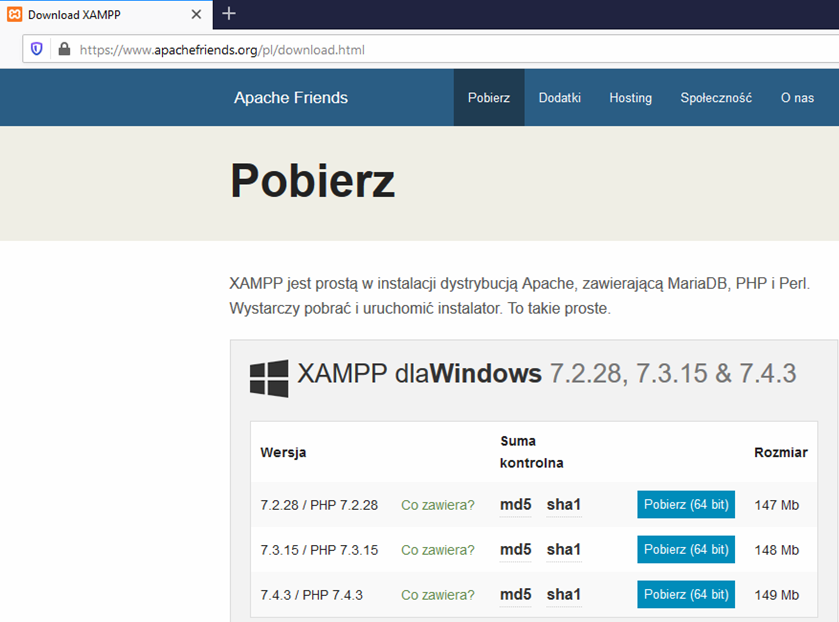 Download XAMPP
https://www.apachefriends.org/pl/download.html
Apache Friends Pobierz Dodatki Hosting Społeczność O nas
Pobierz
XAMPP jest prostą w instalacji dystrybucją Apache, zawierającą MariaDB, PHP i Perl.
Wystarczy pobrać i uruchomić instalator. To takie proste.
XAMPP dlaWindows 7.2.28, 7.3.15 & 7.4.3
Wersja Suma kontrolna Rozmiar
7.2.28 / PHP 7.2.28 Co zawiera? md5 sha1 Pobierz (64 bit) 147 Mb
7.3.15 / PHP 7.3.15 Co zawiera? md5 sha1 Pobierz (64 bit) 148 Mb
7.4.3 / PHP 7.4.3 Co zawiera? md5 sha1 Pobierz (64 bit) 149 Mb